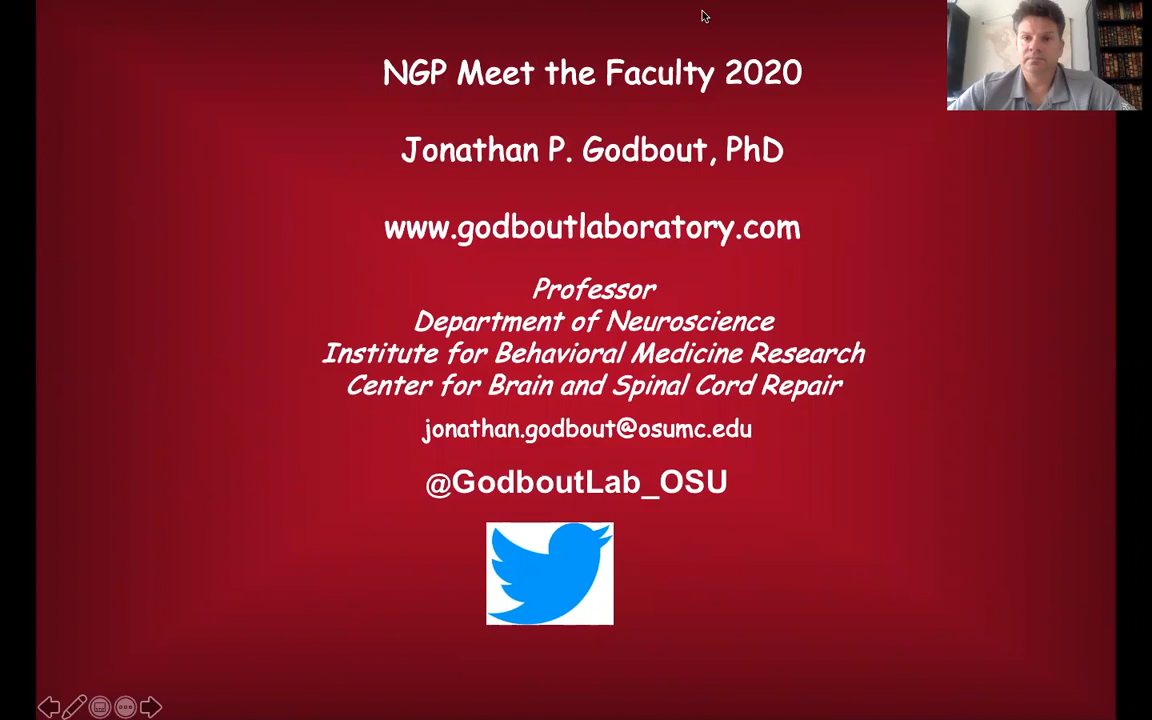 NGP Meet the Faculty 2020
Jonathan P. Godbout, PhD
www.godboutlaboratory.com
Professor
Department of Neuroscience
Institute for Behavioral Medicine Research
Center for Brain and Spinal Cord Repair
jonathan.godbout@osumc.edu
@GodboutLab_OSU